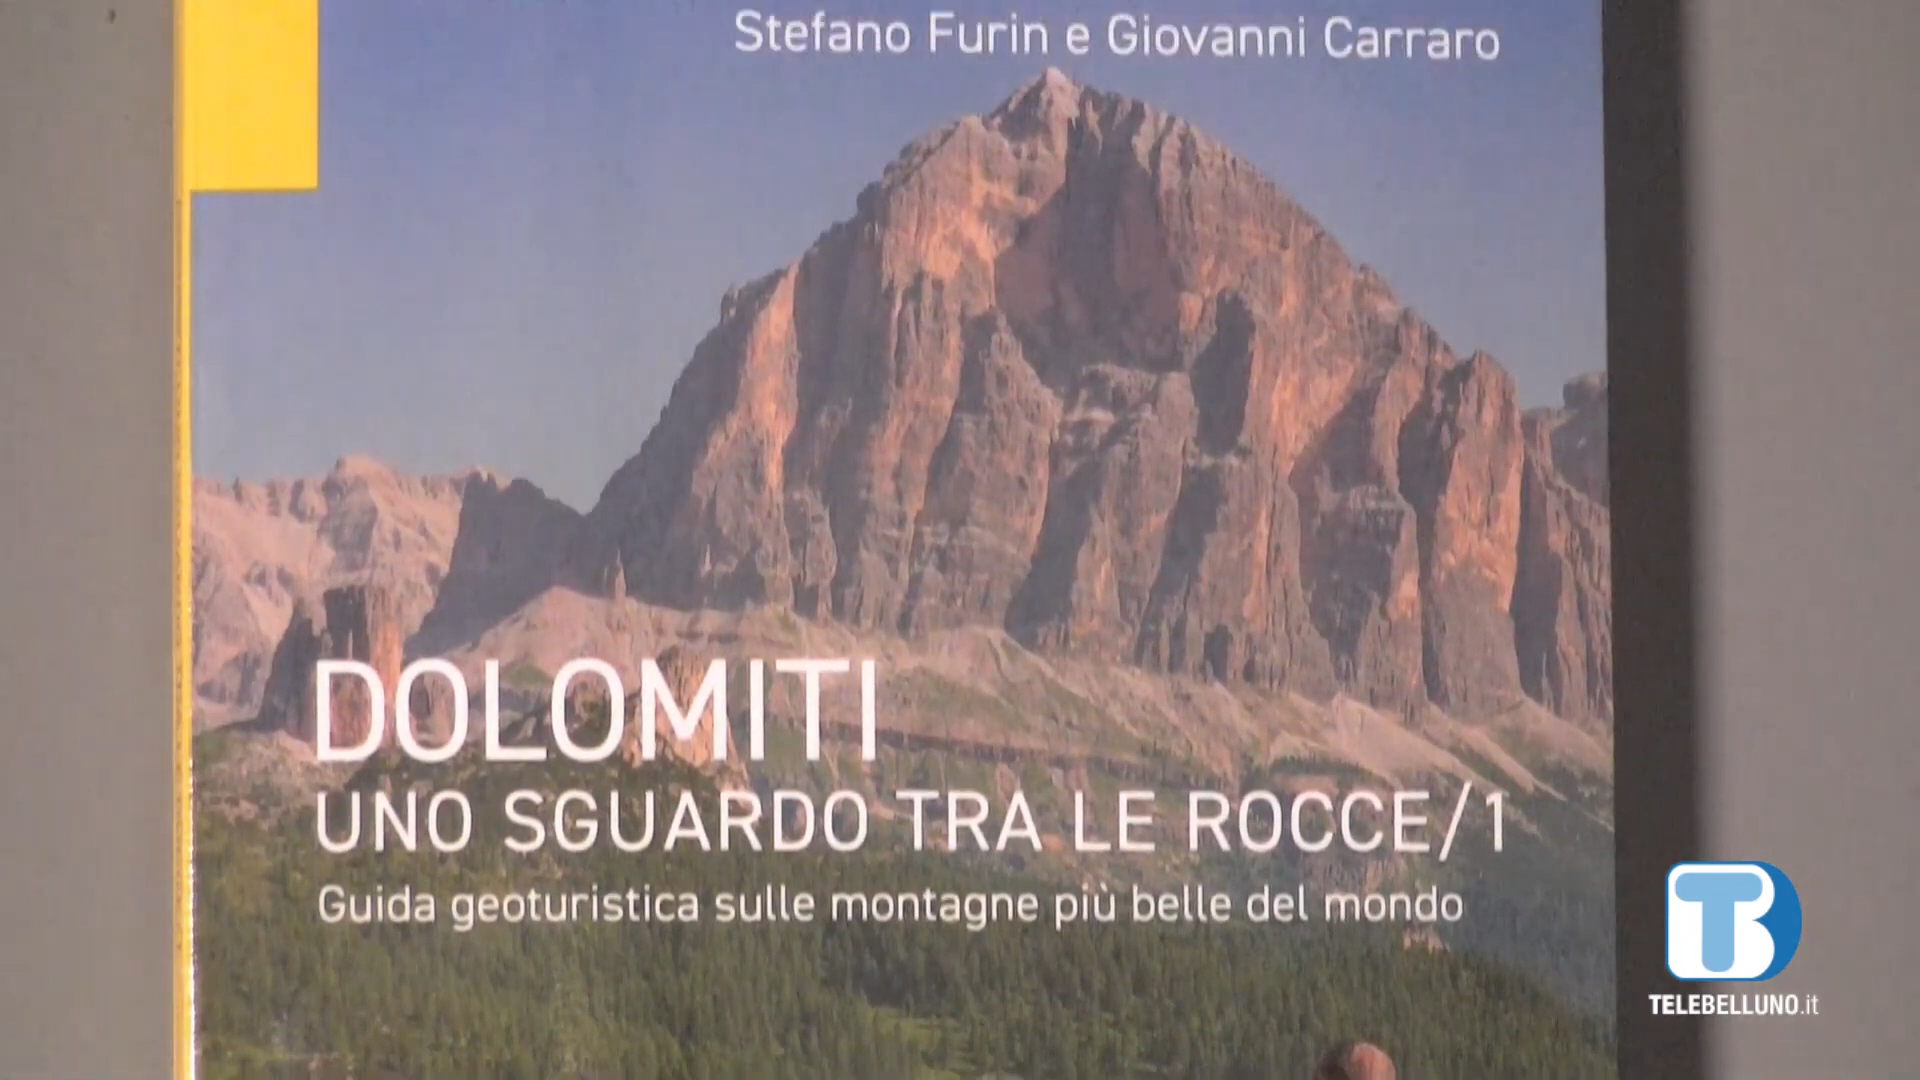 Stefano Furin e Giovanni Carraro
DOLOMITI
UNO SGUARDO TRA LE ROCCE/1
Guida geoturistica sulle montagne più belle del mondo
TB
TELEBELLUNO.it